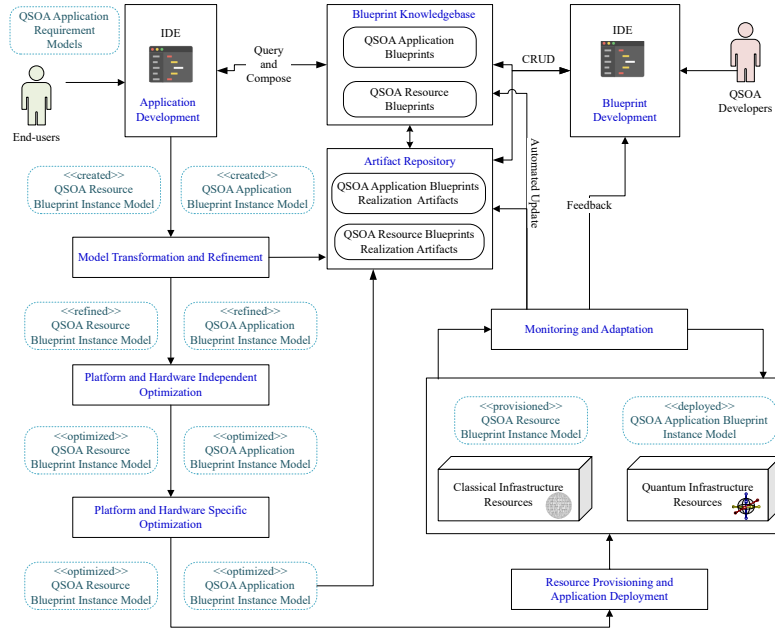 QSOA Application
Requirement
Models
End-users
IDE
Application
Development
Query
and
Compose
Blueprint Knowledgebase
QSOA Application
Blueprints
QSOA Resource
Blueprints
CRUD
IDE
Blueprint
Development
QSOA
Developers
Artifact Repository
QSOA Application Blueprints
Realization Artifacts
QSOA Resource Blueprints
Realization Artifacts
Automated Update
Feedback
<<created>>
QSOA Resource
Blueprint Instance Model
<<created>>
QSOA Application
Blueprint Instance Model
Model Transformation and Refinement
<<refined>>
QSOA Resource
Blueprint Instance Model
<<refined>>
QSOA Application
Blueprint Instance Model
Platform and Hardware Independent
Optimization
<<optimized>>
QSOA Resource
Blueprint Instance Model
<<optimized>>
QSOA Application
Blueprint Instance Model
Platform and Hardware Specific
Optimization
<<optimized>>
QSOA Resource
Blueprint Instance Model
<<optimized>>
QSOA Application
Blueprint Instance Model
Monitoring and Adaptation
<<provisioned>>
QSOA Resource
Blueprint Instance Model
<<deployed>>
QSOA Application Blueprint
Instance Model
Classical Infrastructure
Resources
Quantum Infrastructure
Resources
Resource Provisioning and
Application Deployment